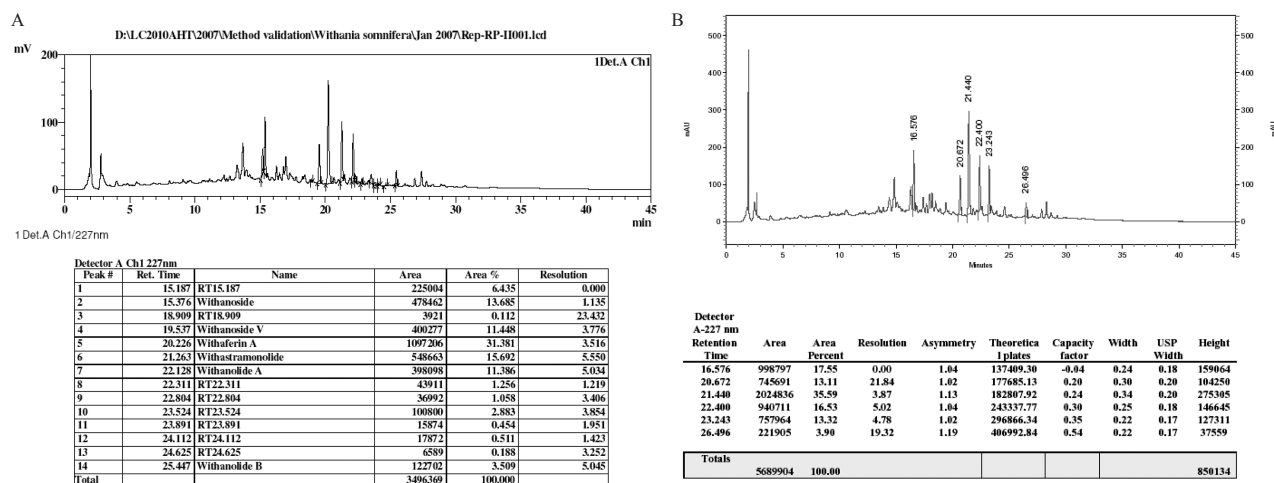 A
D:\LC2010AHT\2007\Method validation\Withania somnifera\Jan 2007\Rep-RP-II001.lcd
mV
200
1Det.A Ch1
100
0
0 5 10 15 20 25 30 35 40 45
min
1 Det.A Ch1/227nm
Detector A Ch1 227nm
Peak # Ret. Time Name Area Area % Resolution
1 15.187 RT15.187 225004 6.435 0.000
2 15.376 Withanoside 478462 13.685 1.135
3 18.909 RT18.909 3921 0.112 23.432
4 19.537 Withanoside V 400277 11.448 3.776
5 20.226 Withaferin A 1097206 31.381 3.516
6 21.263 Withastramonolide 548663 15.692 5.550
7 22.128 Withanolide A 398098 11.386 5.034
8 22.311 RT22.311 43911 1.256 1.219
9 22.804 RT22.804 36992 1.058 3.406
10 23.524 RT23.524 100800 2.883 3.854
11 23.891 RT23.891 15874 0.454 1.951
12 24.112 RT24.112 17872 0.511 1.423
13 24.625 RT24.625 6589 0.188 3.252
14 25.447 Withanolide B 122702 3.509 5.045
Total 3496369 100.000
B
500 500
400 400
300 300
200 200
100 100
0 0
mAU
mAU
16.576
20.672
21.440
22.400
23.243
26.496
0 5 10 15 20 25 30 35 40 45
Minutes
Detector
A-227 nm
Retention Area Area Resolution Asymmetry Theoretica Capacity Width USP Height
Time Percent l plates factor Width
16.576 998797 17.55 0.00 1.04 137409.30 -0.04 0.24 0.18 159064
20.672 745691 13.11 21.84 1.02 177685.13 0.20 0.30 0.20 104250
21.440 2024836 35.59 3.87 1.13 182807.92 0.24 0.34 0.20 275305
22.400 940711 16.53 5.02 1.04 243337.77 0.30 0.25 0.18 146645
23.243 757964 13.32 4.78 1.02 296866.34 0.35 0.22 0.17 127311
26.496 221905 3.90 19.32 1.19 406992.84 0.54 0.22 0.17 37559
Totals
5689904 100.00 850134